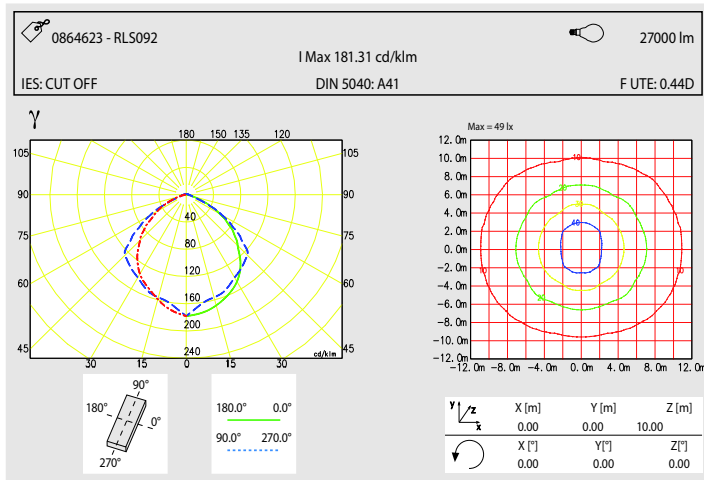 0864623 - RLS092
27000 lm
I Max 181.31 cd/klm
IES: CUT OFF
DIN 5040: A41
F UTE: 0.44D
γ
180 150 135 120
105 105
90 90
75 75
60 60
45 45
40
80
120
160
200
240
cd/klm
30 15 0 15 30
Max = 49 lx
12. 0m
10. 0m
8. 0m
6. 0m
4. 0m
2. 0m
0. 0m
-2. 0m
-4. 0m
-6. 0m
-8. 0m
-10. 0m
-12. 0m
-12. 0m -8. 0m -4. 0m 0. 0m 4. 0m 8. 0m 12. 0m
10
20
40
10 10
90°
180°
0°
270°
180.0° 0.0°
90.0° 270.0°
y z x
X [m] Y [m] Z [m]
0.00 0.00 10.00
X [°] Y[°] Z[°]
0.00 0.00 0.00